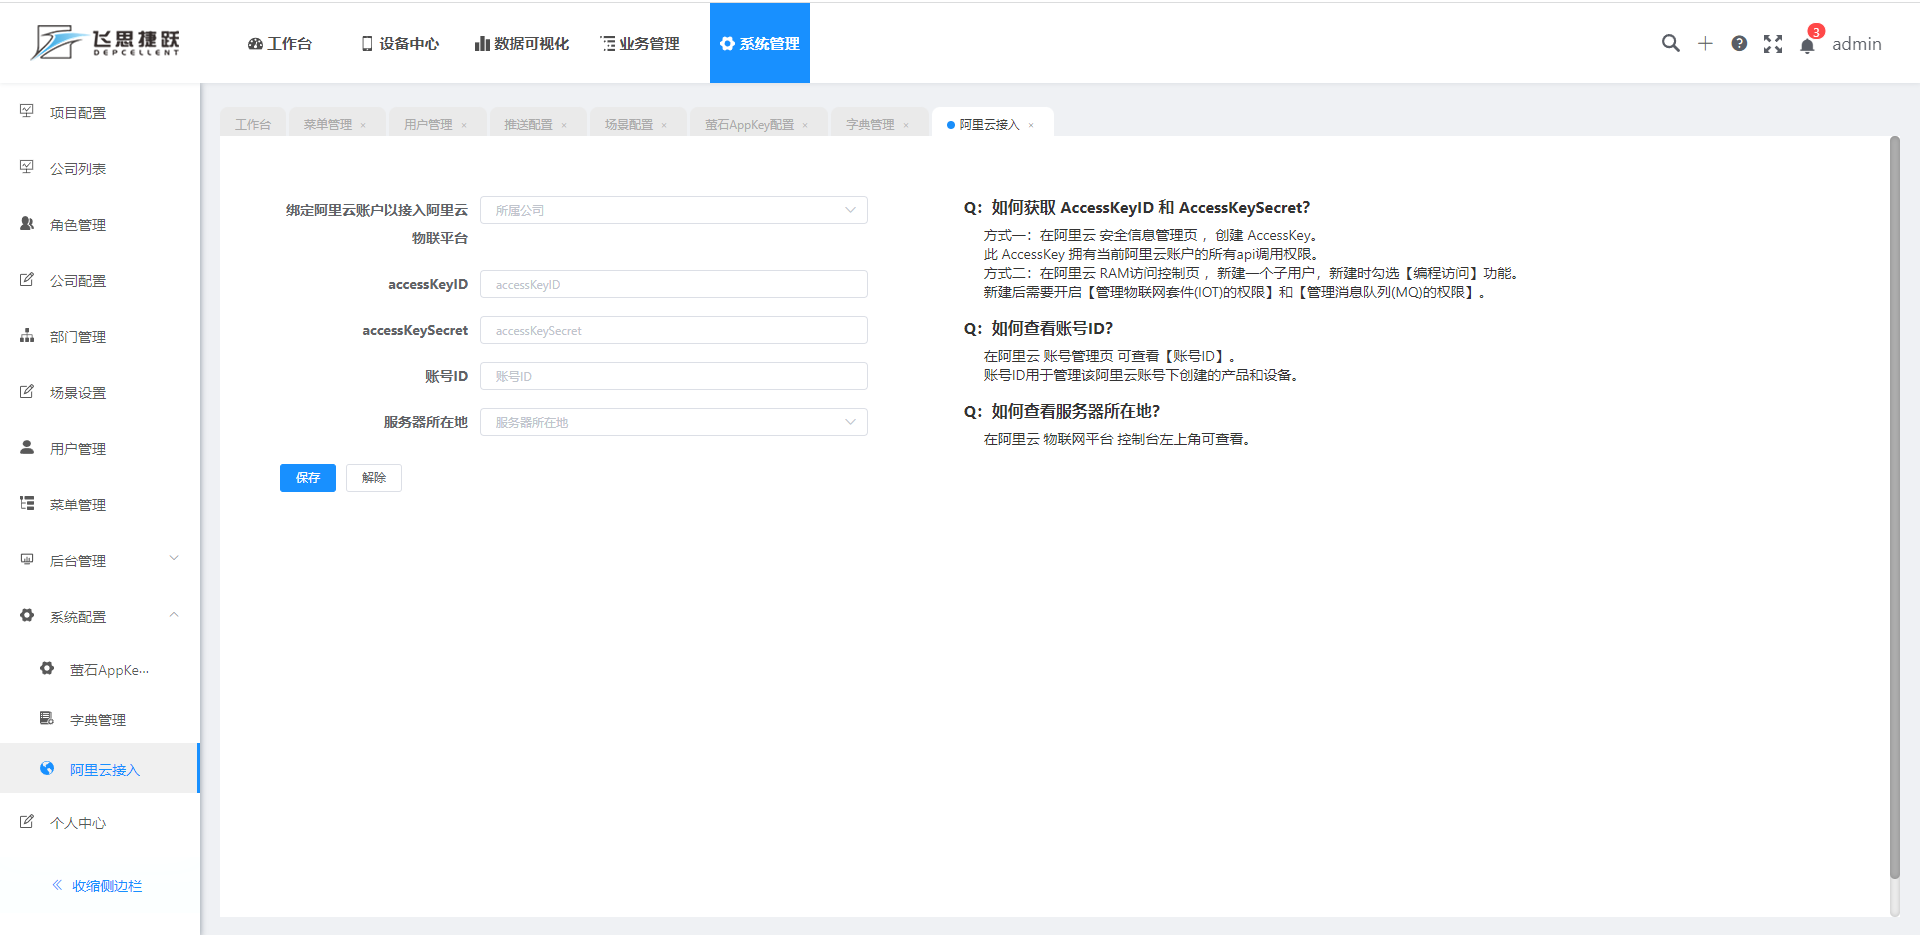 飞思捷跃
DEPCELLENT
工作台
设备中心
数据可视化
业务管理
系统管理
3
admin
项目配置
公司列表
角色管理
公司配置
部门管理
场景设置
用户管理
菜单管理
后台管理
系统配置
萤石AppKe...
字典管理
阿里云接入
个人中心
收缩侧边栏
工作台
菜单管理 ×
用户管理 ×
推送配置 ×
场景配置 ×
萤石AppKey配置 ×
字典管理 ×
阿里云接入 ×
绑定阿里云账户以接入阿里云
物联平台
所属公司
accessKeyID
accessKeyID
accessKeySecret
accessKeySecret
账号ID
账号ID
服务器所在地
服务器所在地
保存
解除
Q：如何获取 AccessKeyID 和 AccessKeySecret?
方式一：在阿里云 安全信息管理页 ，创建 AccessKey。
此 AccessKey 拥有当前阿里云账户的所有api调用权限。
方式二：在阿里云 RAM访问控制页 ，新建一个子用户，新建时勾选【编程访问】功能。
新建后需要开启【管理物联网套件(IOT)的权限】和【管理消息队列(MQ)的权限】。
Q：如何查看账号ID?
在阿里云 账号管理页 可查看【账号ID】。
账号ID用于管理该阿里云账号下创建的产品和设备。
Q：如何查看服务器所在地?
在阿里云 物联网平台 控制台左上角可查看。